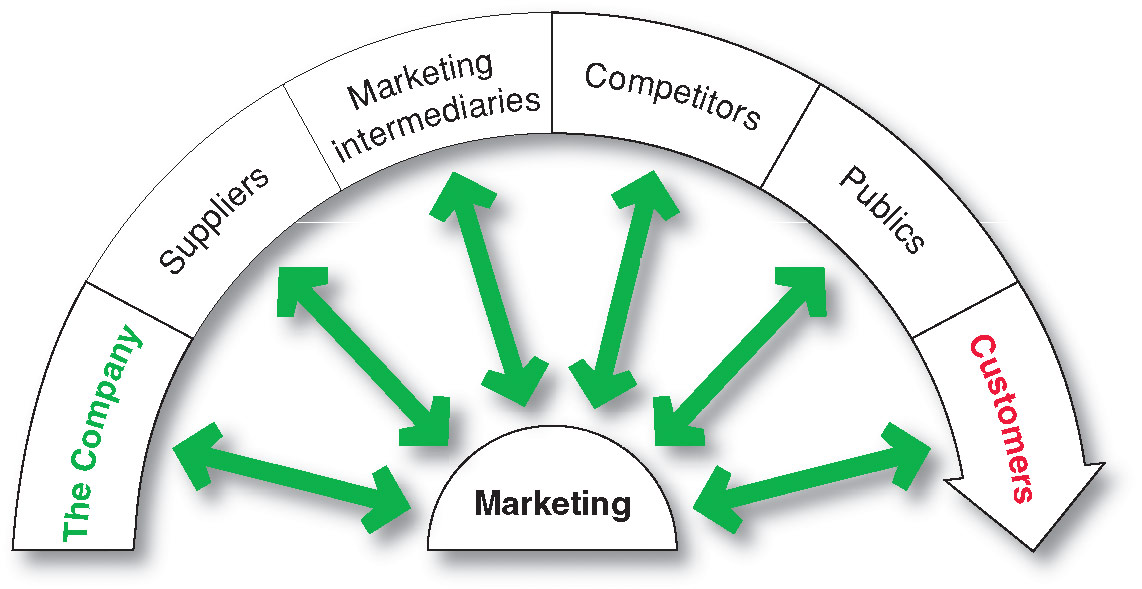 The Company
Suppliers
Marketing
intermediaries
Competitors
Publics
Customers
Marketing